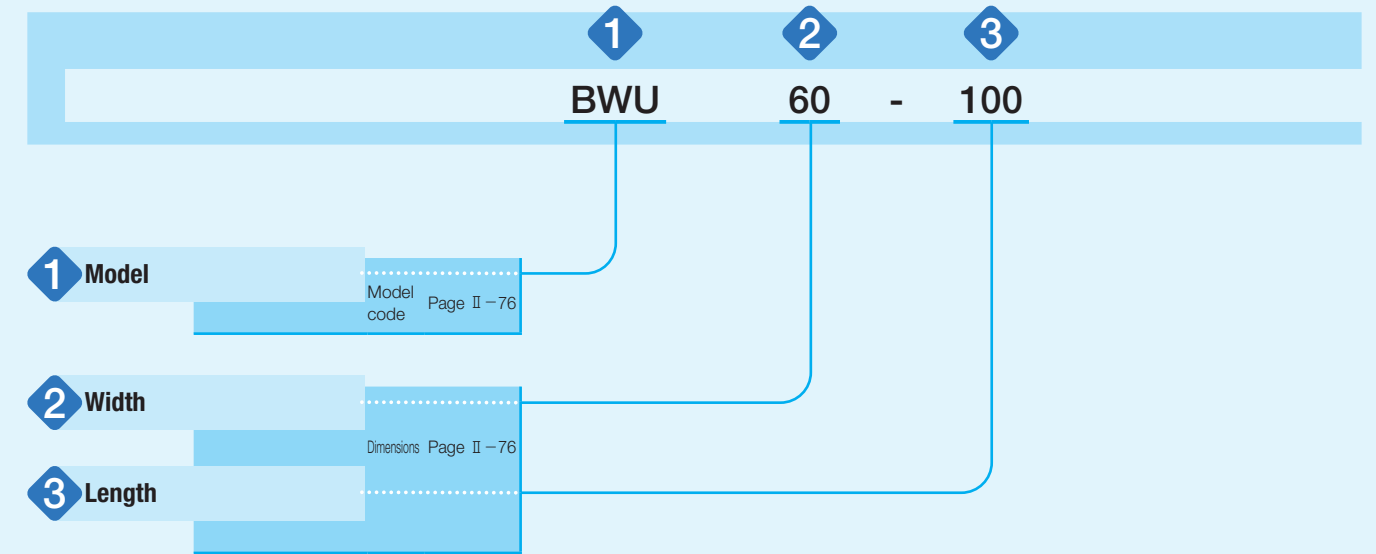 1 2 3
BWU 60 - 100
1 Model
Model
code Page Ⅱ－76
2 Width
Dimensions Page Ⅱ－76
3 Length